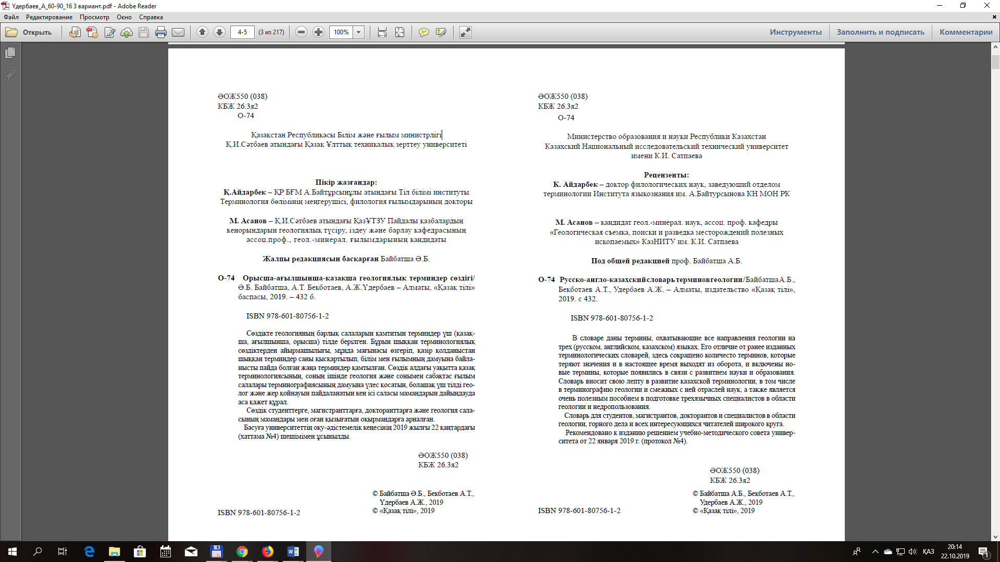 Үдербаев_А_60-90_16 3 вариант.pdf - Adobe Reader
Файл Редактирование Просмотр Окно Справка
Открыть 4-5 (3 из 217) 100% Инструменты Заполнить и подписать Комментарии
ӘОЖ550 (038)
КБЖ 26.3я2
О-74
Қазақстан Республикасы Білім және ғылым министрлігі
Қ.И.Сәтбаев атындағы Қазақ Ұлттық техникалық зерттеу университеті
Пікір жазғандар:
Қ.Айдарбек – ҚР БҒМ А.Байтұрсынұлы атындағы Тіл білімі институты
Терминология бөлімінің меңгерушісі, филология ғылымдарының докторы
М. Асанов – Қ.И.Сәтбаев атындағы ҚазҰТЗУ Пайдалы қазбалардың
кенорындарын геологиялық түсіру, іздеу және барлау кафедрасының
ассоц.проф., геол.-минерал. ғылымдарының кандидаты
Жалпы редакциясын басқарған Байбатша Ә.Б.
О-74 Орысша-ағылшынша-қазақша геологиялық терминдер сөздігі/
Ә.Б. Байбатша, А.Т. Бекботаев, А.Ж.Үдербаев – Алматы, «Қазақ тілі»
баспасы, 2019. – 432 б.
ISBN 978-601-80756-1-2
Сөздікте геологияның барлық салаларын қамтитын терминдер үш (қазақ-
ша, ағылшынша, орысша) тілде берілген. Бұрын шыққан терминологиялық
сөздіктерден айырмашылығы, мұнда мағынасы өзгеріп, қазір қолданыстан
шыққан терминдер саны қысқартылып, білім мен ғылымның дамуына байла-
нысты пайда болған жаңа терминдер қамтылған. Сөздік алдағы уақытта қазақ
терминологиясының, соның ішінде геология және сонымен сабақтас ғылым
салалары терминографиясының дамуына үлес қосатын, болашақ үш тілді гео-
лог және жер қойнауын пайдаланатын кен ісі саласы мамандарын дайындауда
аса қажет құрал.
Сөздік студенттерге, магистранттарға, докторанттарға және геология сала-
сының мамандары мен оған қызығатын оқырмандарға арналған.
Басуға университеттің оқу-әдістемелік кеңесінің 2019 жылғы 22 қаңтардағы
(хаттама №4) шешімімен ұсынылды.
ӘОЖ550 (038)
КБЖ 26.3я2
© Байбатша Ә.Б., Бекботаев А.Т.,
Үдербаев А.Ж., 2019
© «Қазақ тілі», 2019
ISBN 978-601-80756-1-2
ӘОЖ550 (038)
КБЖ 26.3я2
О-74
Министерство образования и науки Республики Казахстан
Казахский Национальный исследовательский технический университет
имени К.И. Сатпаева
Рецензенты:
К. Айдарбек – доктор филологических наук, заведующий отделом
терминологии Института языкознания им. А.Байтурсынова КН МОН РК
М. Асанов – кандидат геол.-минерал. наук, ассоц. проф. кафедры
«Геологическая съемка, поиски и разведка месторождений полезных
ископаемых» КазНИТУ им. К.И. Сатпаева
Под общей редакцией проф. Байбатша А.Б.
О-74 Русско-англо-казахский словарь терминов геологии / Байбатша А.Б.,
Бекботаев А.Т., Удербаев А.Ж. – Алматы, издательство «Қазақ тілі»,
2019. с 432.
ISBN 978-601-80756-1-2
В словаре даны термины, охватывающие все направления геологии на
трех (русском, английском, казахском) языках. Его отличие от ранее изданных
терминологических словарей, здесь сокращено количесто терминов, которые
теряют значения и в настоящее время выходят из оборота, и включены но-
вые термины, которые появились в связи с развитием науки и образования.
Словарь вносит свою лепту в развитие казахской терминологии, в том числе
в терминографию геологии и смежных с ней отраслей наук, а также является
очень полезным пособием в подготовке трехязычных специалистов в области
геологии и недропользования.
Словарь для студентов, магистрантов, докторантов и специалистов в области
геологии, горного дела и всех интересующихся читателей широкого круга.
Рекомендовано к изданию решением учебно-методического совета универ-
ситета от 22 января 2019 г. (протокол №4).
ӘОЖ550 (038)
КБЖ 26.3я2
© Байбатша А.Б., Бекботаев А.Т.,
Удербаев А.Ж., 2019
© «Қазақ тілі», 2019
ISBN 978-601-80756-1-2
ҚАЗ 20:14
22.10.2019
1